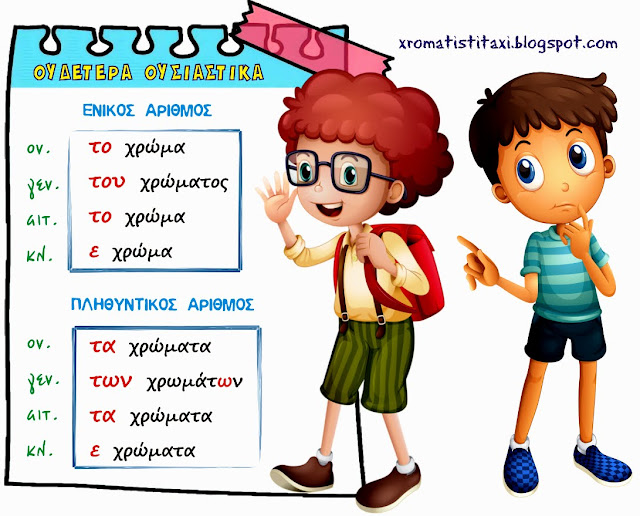 xromatistitaxi.blogspot.com
ΟΥΔΕΤΕΡΑ ΟΥΣΙΑΣΤΙΚΑ
ΕΝΙΚΟΣ ΑΡΙΘΜΟΣ
ον. το χρώμα
γεν. του χρώματος
αιτ. το χρώμα
κλ. ε χρώμα
ΠΛΗΘΥΝΤΙΚΟΣ ΑΡΙΘΜΟΣ
ον. τα χρώματα
γεν. των χρωμάτων
αιτ. τα χρώματα
κλ. ε χρώματα